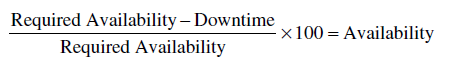 Required Availability – Downtime
Required Availability
×100 = Availability